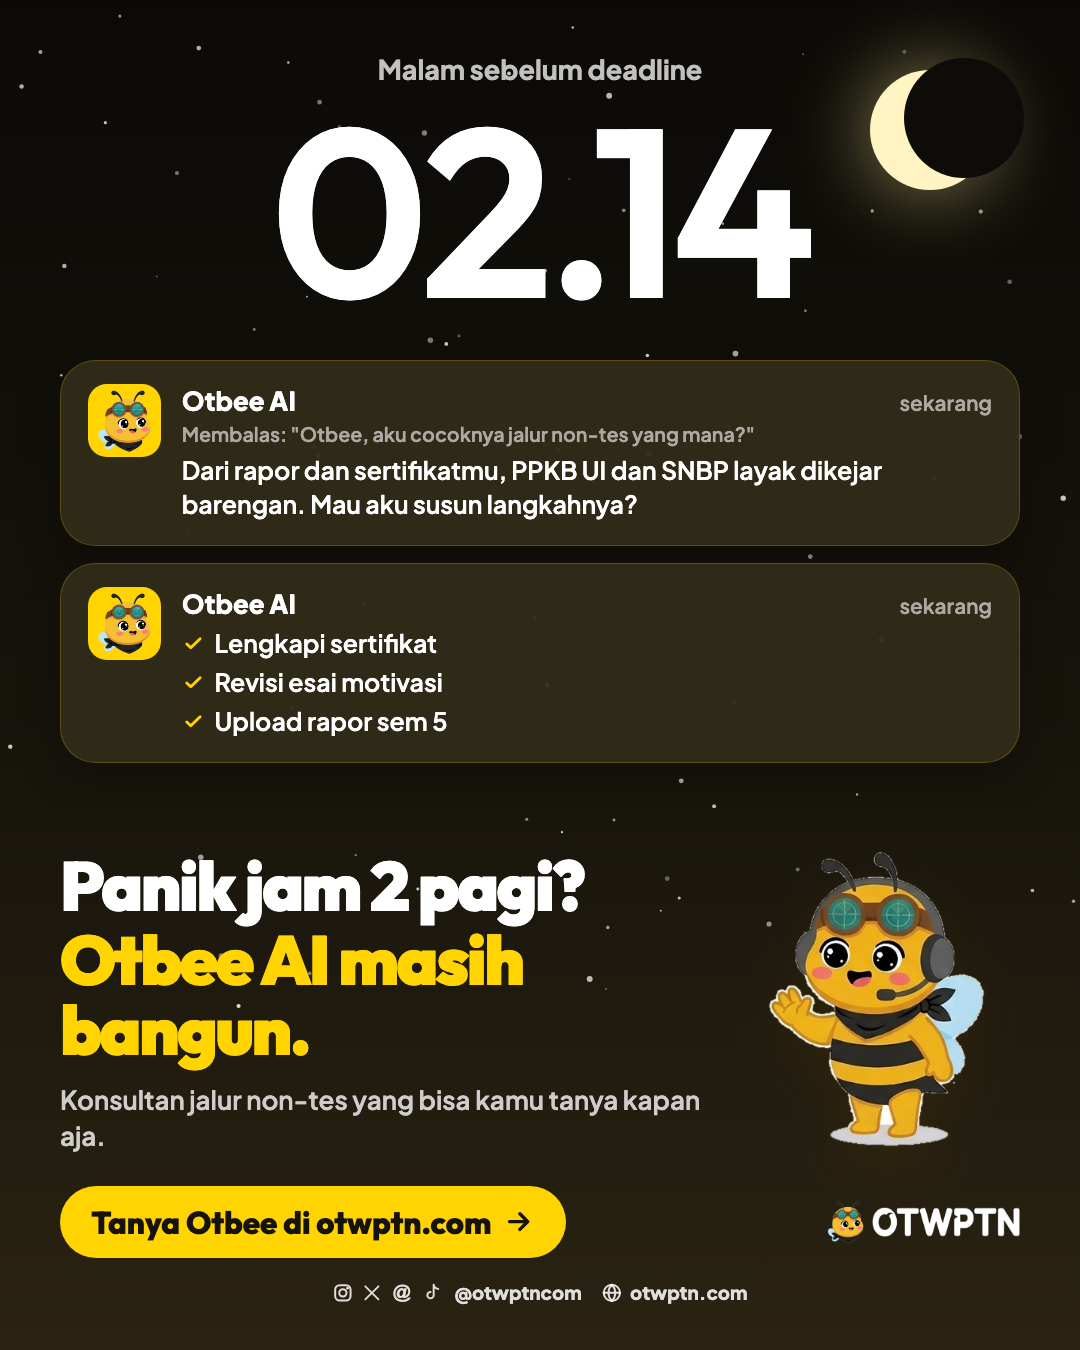 Malam sebelum deadline
02.14
Otbee AI
sekarang
Membalas: "Otbee, aku cocoknya jalur non-tes yang mana?"
Dari rapor dan sertifikatmu, PPKB UI dan SNBP layak dikejar
barengan. Mau aku susun langkahnya?
Otbee AI
sekarang
Lengkapi sertifikat
Revisi esai motivasi
Upload rapor sem 5
Panik jam 2 pagi?
Otbee AI masih
bangun.
Konsultan jalur non-tes yang bisa kamu tanya kapan
aja.
Tanya Otbee di otwptn.com →
OTWPTN
@otwptncom otwptn.com